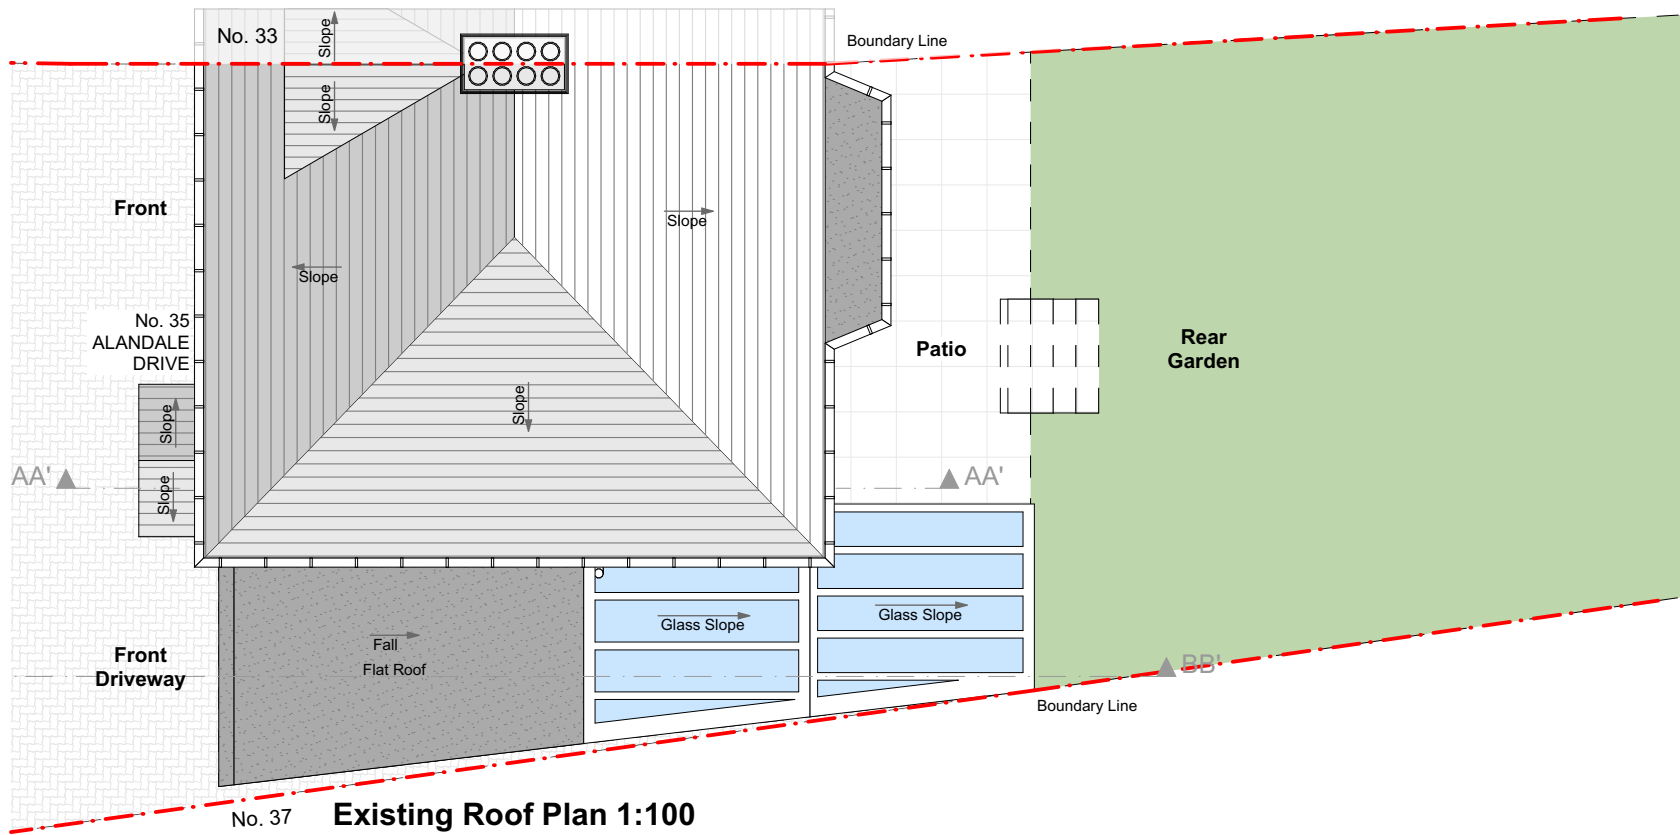 No. 33
Slope
Slope
Boundary Line
Front
Slope
Slope
No. 35
ALANDALE
DRIVE
Patio
Rear
Garden
Slope
Slope
Slope
AA'
AA'
Glass Slope
Glass Slope
Fall
Flat Roof
Front
Driveway
BB'
Boundary Line
No. 37
Existing Roof Plan 1:100